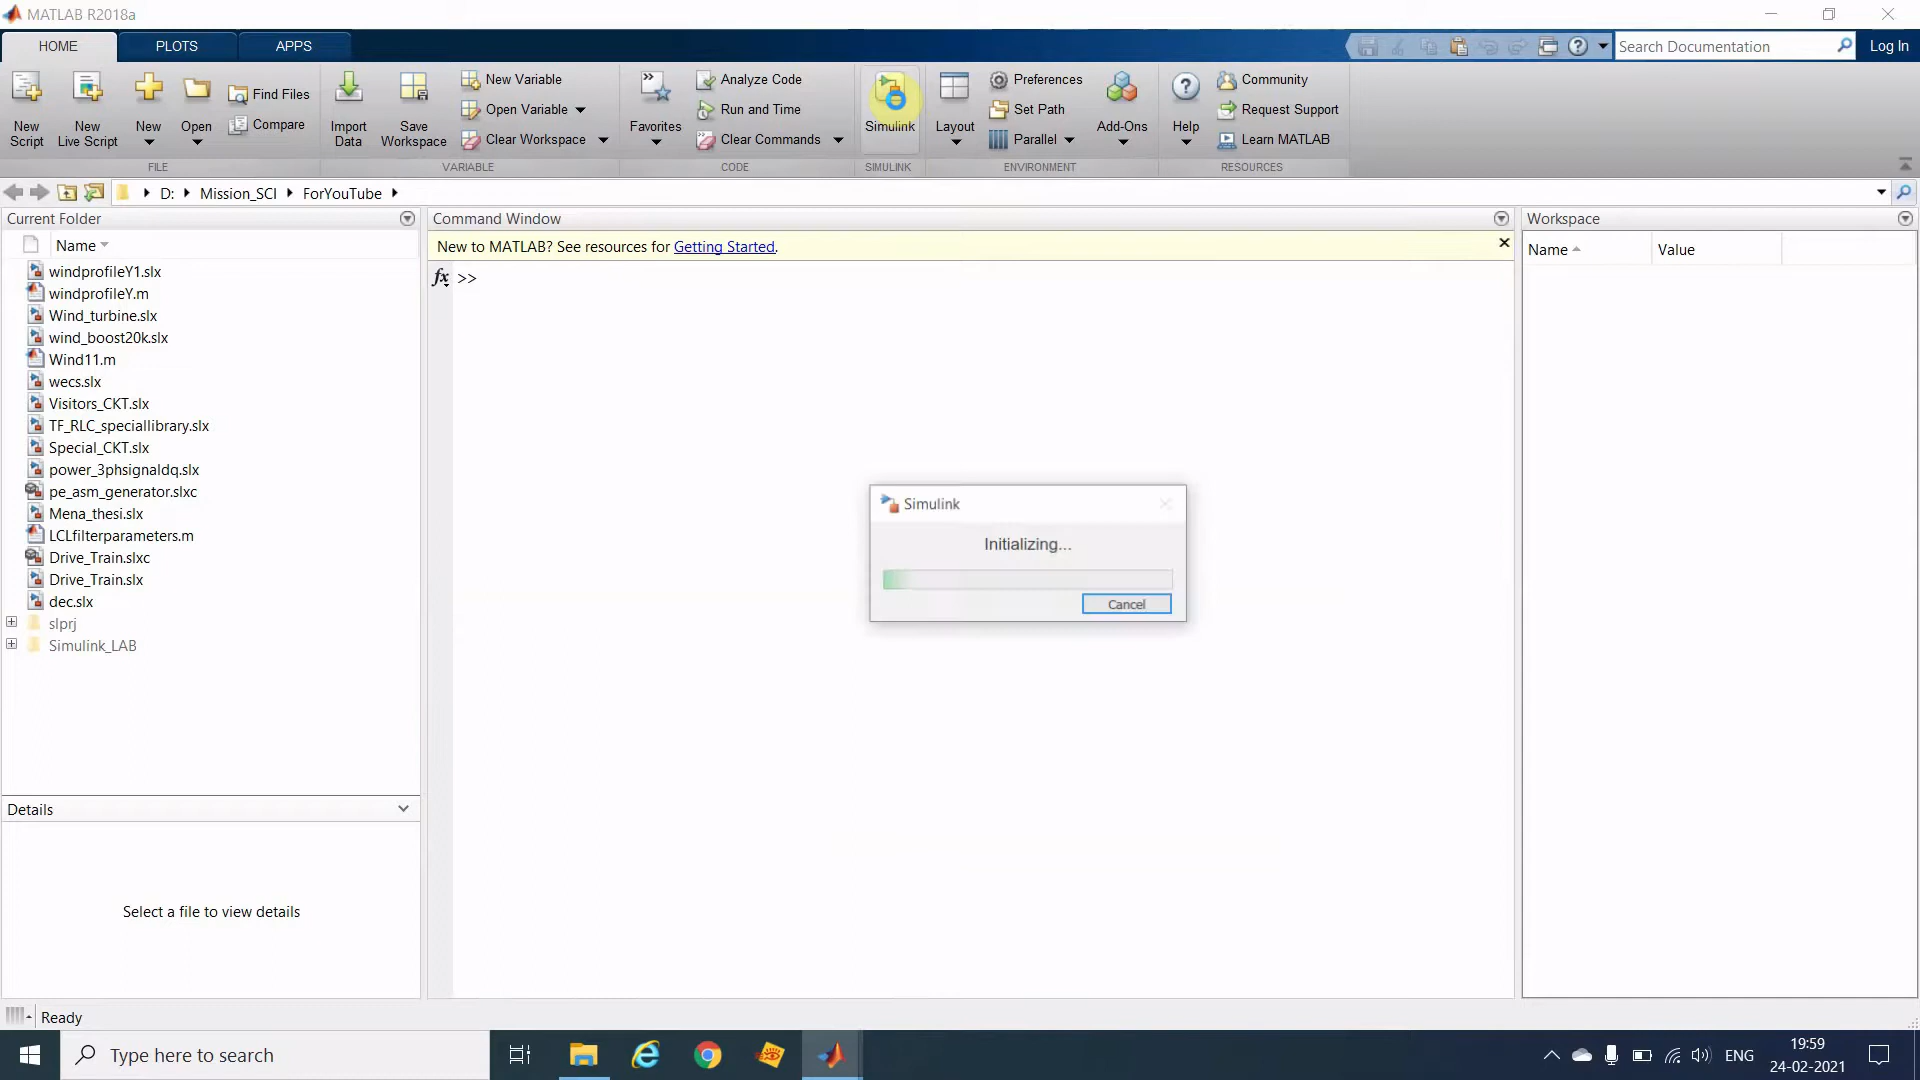 MATLAB R2018a
HOME
PLOTS
APPS
Search Documentation
Log In
New Script
New Live Script
New
Open
Find Files
Compare
FILE
Import Data
Save Workspace
New Variable
Open Variable
Clear Workspace
VARIABLE
Favorites
Analyze Code
Run and Time
Clear Commands
CODE
Simulink
SIMULINK
Layout
Preferences
Set Path
Parallel
Add-Ons
ENVIRONMENT
Help
Community
Request Support
Learn MATLAB
RESOURCES
D:
Mission_SCI
ForYouTube
Current Folder
Name
windprofileY1.slx
windprofileY.m
Wind_turbine.slx
wind_boost20k.slx
Wind11.m
wecs.slx
Visitors_CKT.slx
TF_RLC_speciallibrary.slx
Special_CKT.slx
power_3phsignaldq.slx
pe_asm_generator.slxc
Mena_thesi.slx
LCLfilterparameters.m
Drive_Train.slxc
Drive_Train.slx
dec.slx
slprj
Simulink_LAB
Details
Select a file to view details
Command Window
New to MATLAB? See resources for Getting Started.
fx >>
Simulink
Initializing...
Cancel
Workspace
Name
Value
Ready
Type here to search
ENG
19:59
24-02-2021